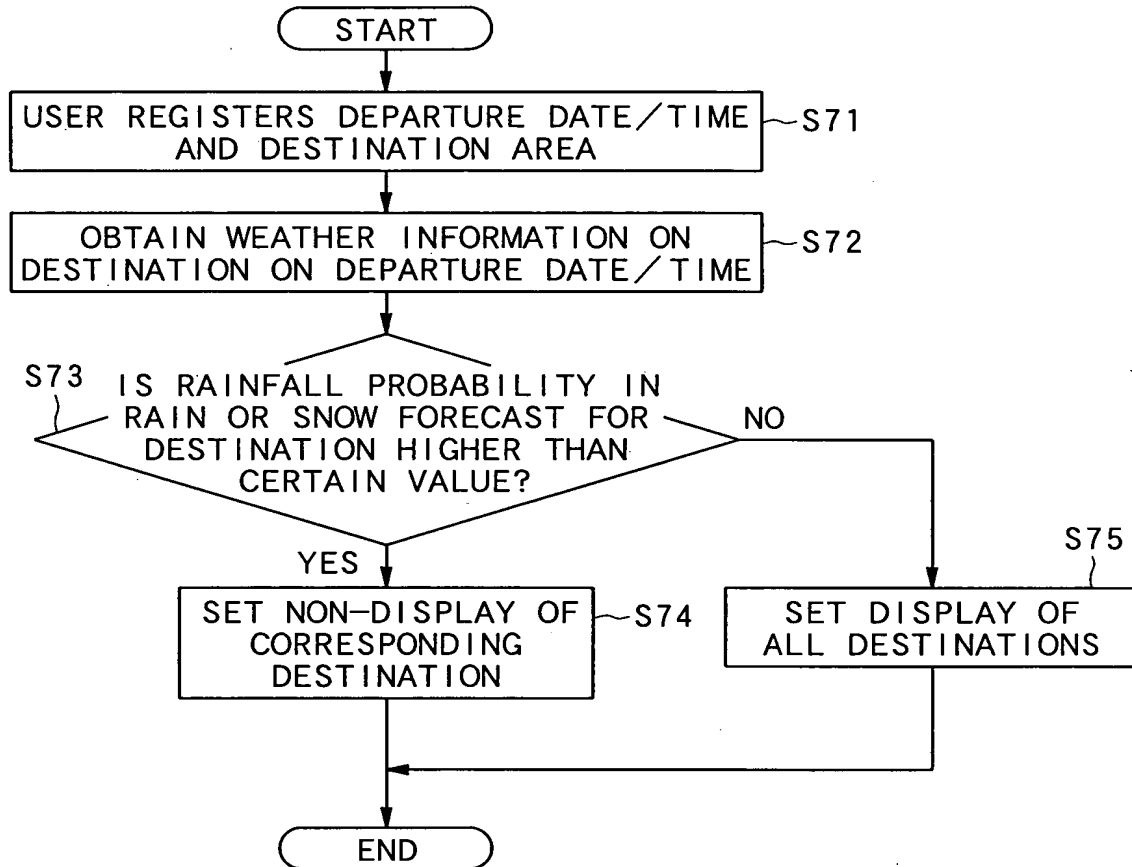 START
USER REGISTERS DEPARTURE DATE/TIME
AND DESTINATION AREA
S71
OBTAIN WEATHER INFORMATION ON
DESTINATION ON DEPARTURE DATE/TIME
S72
S73
IS RAINFALL PROBABILITY IN
RAIN OR SNOW FORECAST FOR
DESTINATION HIGHER THAN
CERTAIN VALUE?
NO
YES
SET NON-DISPLAY OF
CORRESPONDING
DESTINATION
S74
S75
SET DISPLAY OF
ALL DESTINATIONS
END